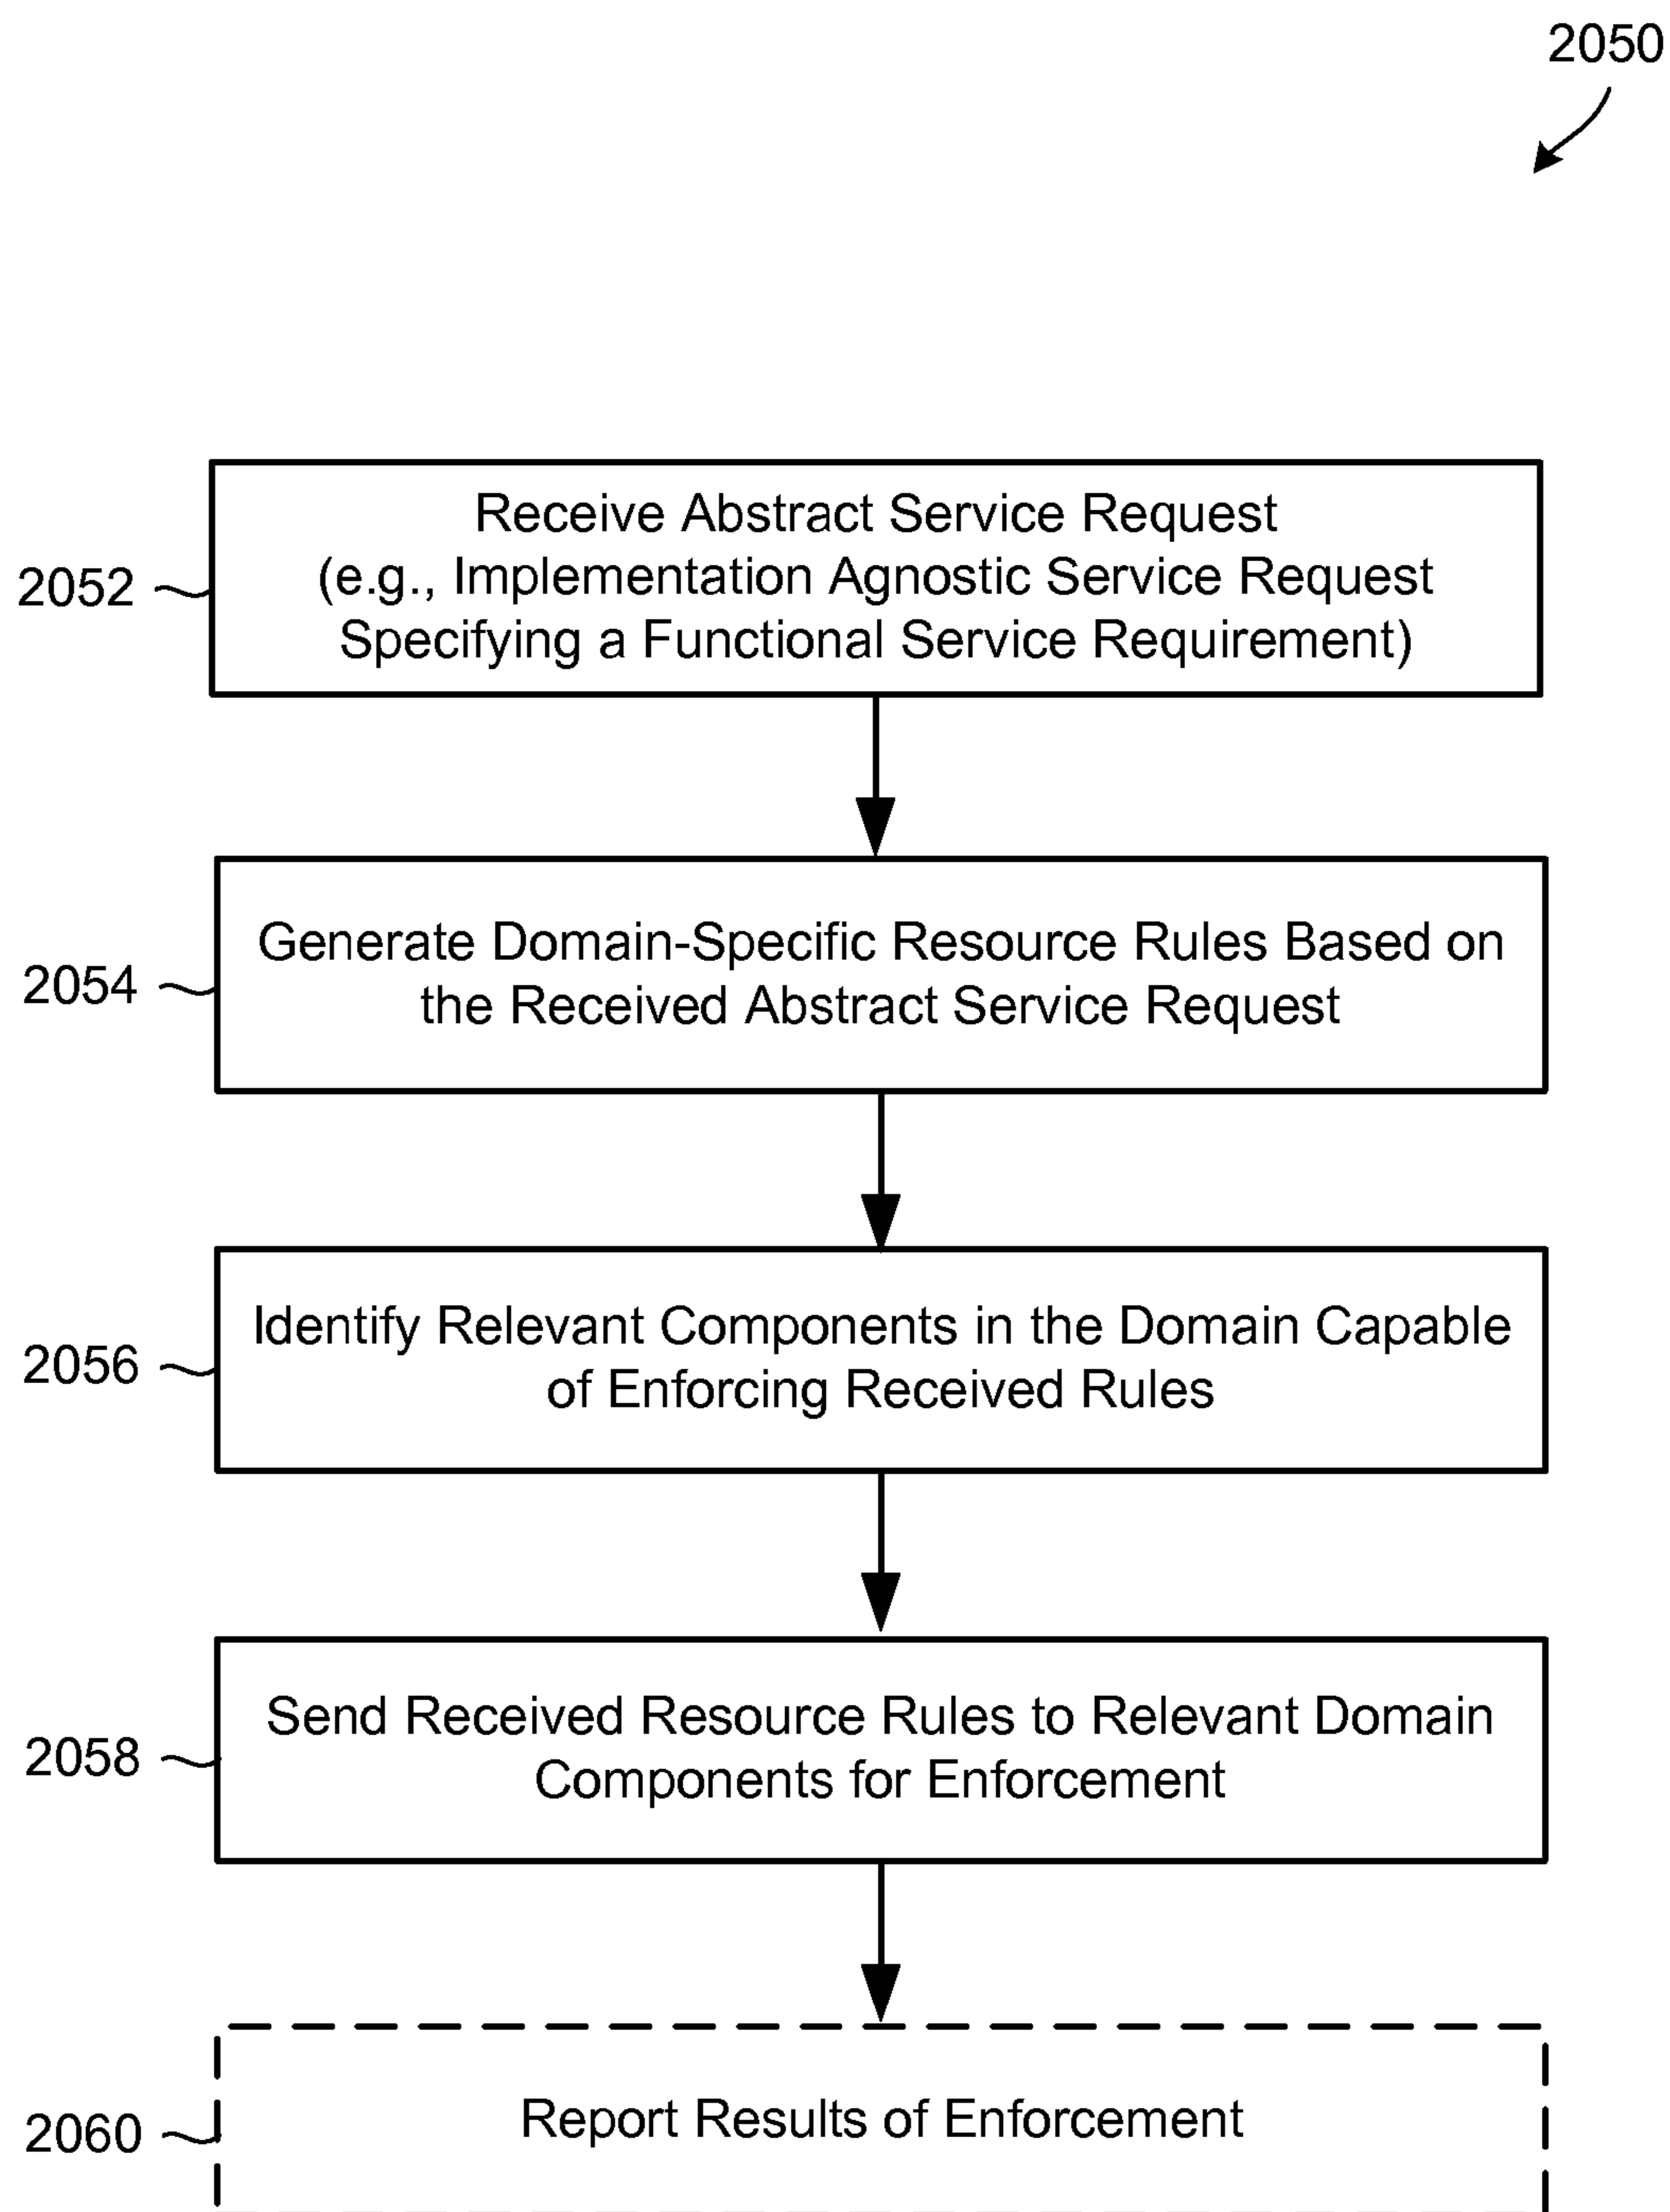 2050
Receive Abstract Service Request
(e.g., Implementation Agnostic Service Request
Specifying a Functional Service Requirement)
2052
Generate Domain-Specific Resource Rules Based on
the Received Abstract Service Request
2054
Identify Relevant Components in the Domain Capable
of Enforcing Received Rules
2056
Send Received Resource Rules to Relevant Domain
Components for Enforcement
2058
Report Results of Enforcement
2060